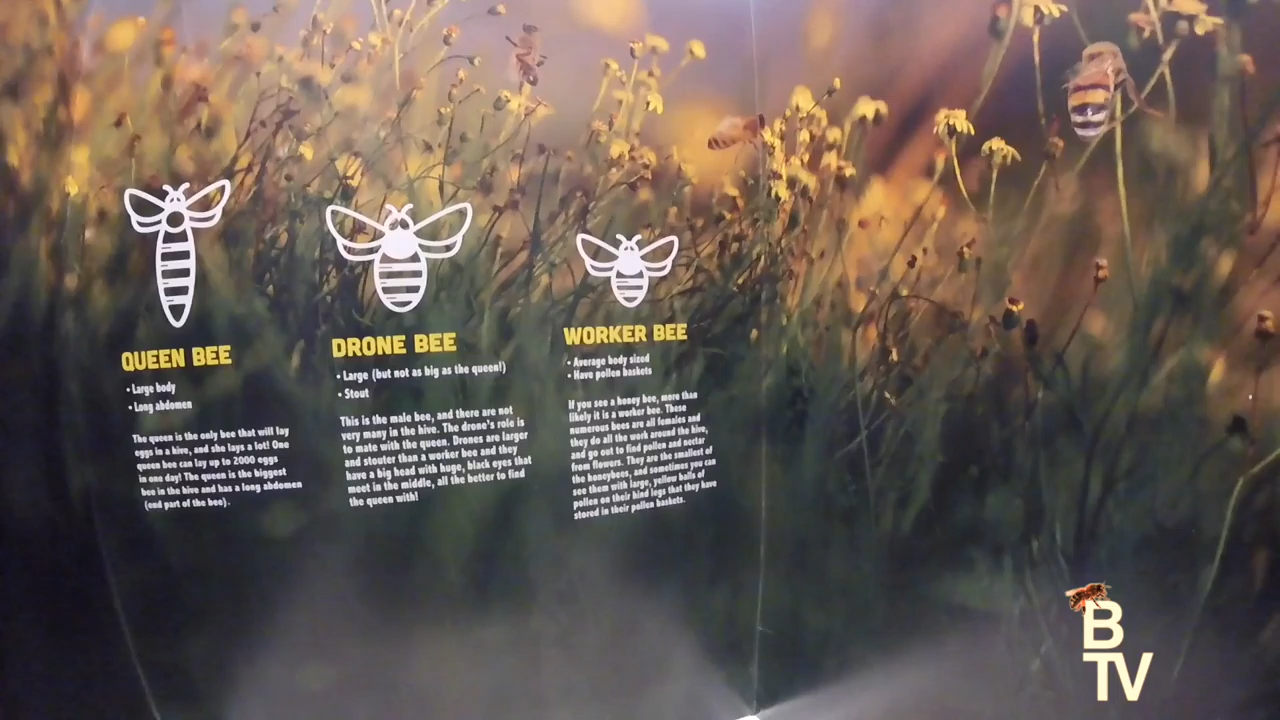 QUEEN BEE
• Large body
• Long abdomen
The queen is the only bee that will lay
eggs in a hive, and she lays a lot! One
queen bee can lay up to 2000 eggs
in one day! The queen is the biggest
bee in the hive and has a long abdomen
(end part of the bee).
DRONE BEE
• Large (but not as big as the queen!)
• Stout
This is the male bee, and there are not
very many in the hive. The drone's role is
to mate with the queen. Drones are larger
and stouter than a worker bee and they
have a big head with huge, black eyes that
meet in the middle, all the better to find
the queen with!
WORKER BEE
• Average body sized
• Have pollen baskets
If you see a honey bee, more than
likely it is a worker bee. These
numerous bees are all females and
they do all the work around the hive,
and go out to find pollen and nectar
from flowers. They are the smallest of
the honeybees, and sometimes you can
see them with large, yellow balls of
pollen on their hind legs that they have
stored in their pollen baskets.
B
TV